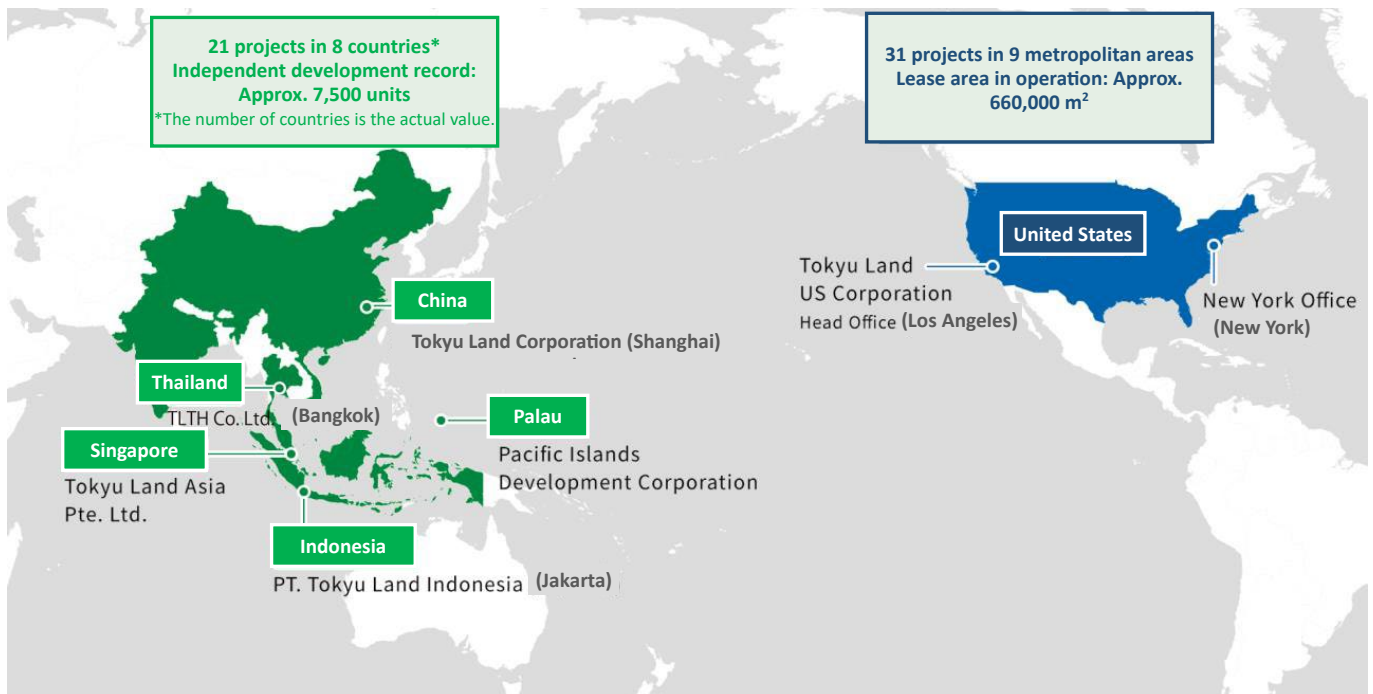 21 projects in 8 countries*
Independent development record:
Approx. 7,500 units
*The number of countries is the actual value.
31 projects in 9 metropolitan areas
Lease area in operation: Approx.
660,000 m²
China
Tokyu Land Corporation (Shanghai)
Thailand
TLTH Co. Ltd. (Bangkok)
Singapore
Tokyu Land Asia
Pte. Ltd.
Indonesia
PT. Tokyu Land Indonesia (Jakarta)
Palau
Pacific Islands
Development Corporation
United States
Tokyu Land
US Corporation
Head Office (Los Angeles)
New York Office
(New York)